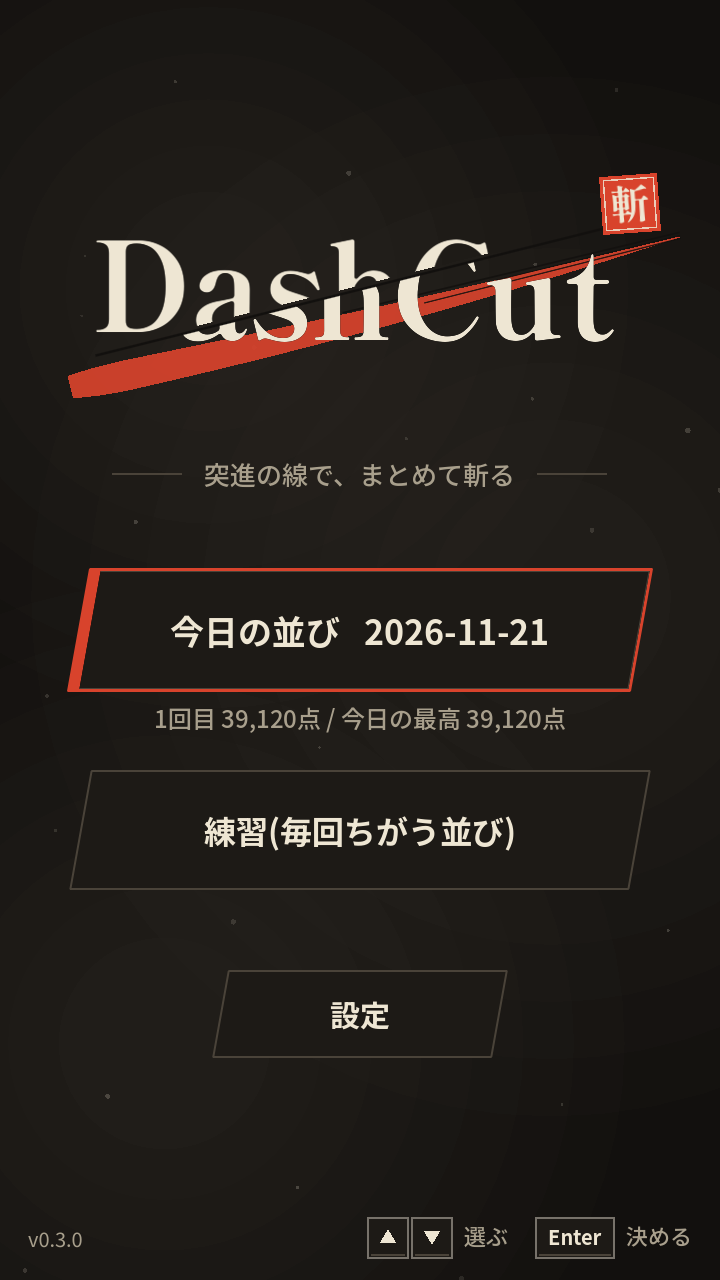 斬
DashCut
突進の線で、まとめて斬る
今日の並び 2026-11-21
1回目 39,120点 / 今日の最高 39,120点
練習(毎回ちがう並び)
設定
v0.3.0 ▲ ▼ 選ぶ Enter 決める